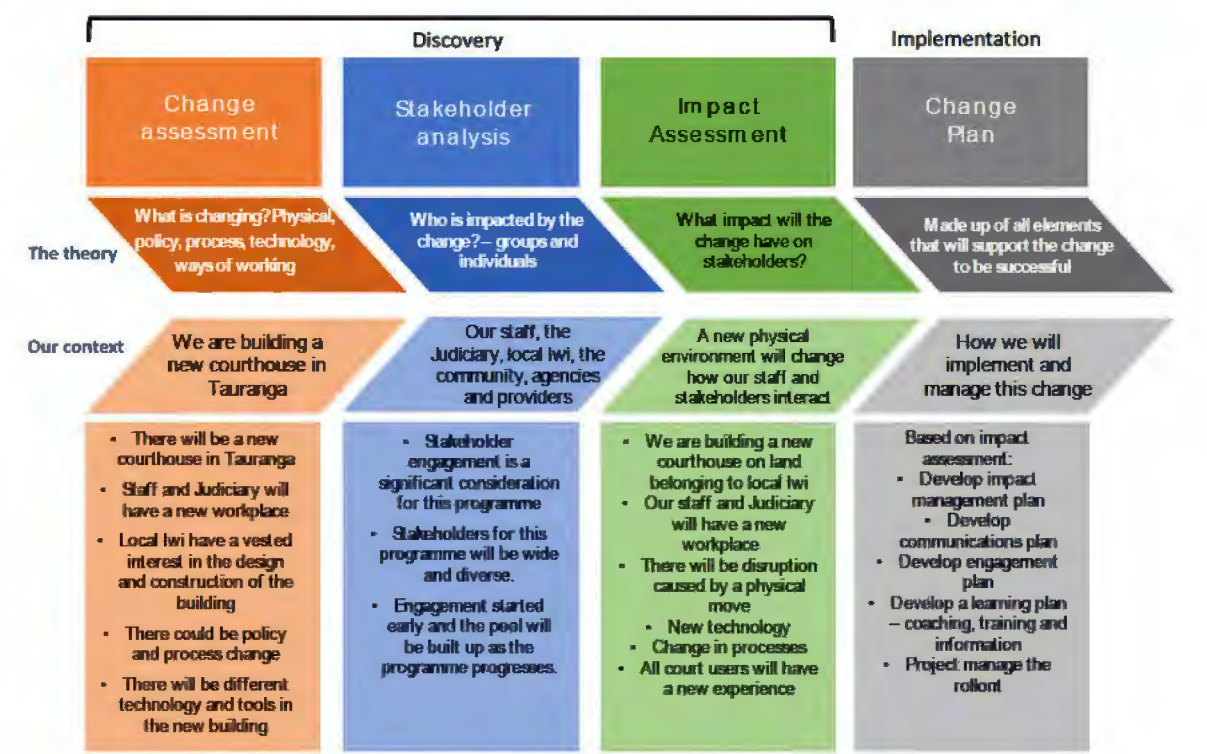 Discovery
Implementation
Change
assessment
Stakeholder
analysis
Impact
Assessment
Change
Plan
The theory
What is changing? Physical,
policy, process, technology,
ways of working
Who is impacted by the
change? – groups and
individuals
What impact will the
change have on
stakeholders?
Made up of all elements
that will support the change
to be successful
Our context
We are building a
new courthouse in
Tauranga
Our staff, the
Judiciary, local Iwi, the
community, agencies
and providers
A new physical
environment will change
how our staff and
stakeholders interact
How we will
implement and
manage this change
• There will be a new
courthouse in Tauranga
• Staff and Judiciary will
have a new workplace
• Local Iwi have a vested
interest in the design
and construction of the
building
• There could be policy
and process change
• There will be different
technology and tools in
the new building
• Stakeholder
engagement is a
significant consideration
for this programme
• Stakeholders for this
programme will be wide
and diverse.
• Engagement started
early and the pool will
be built up as the
programme progresses.
• We are building a new
courthouse on land
belonging to local Iwi
• Our staff and Judiciary
will have a new
workplace
• There will be disruption
caused by a physical
move
• New technology
• Change in processes
• All court users will have
a new experience
Based on impact
assessment:
• Develop impact
management plan
• Develop
communications plan
• Develop engagement
plan
• Develop a learning plan
– coaching, training and
information
• Project manage the
rollout